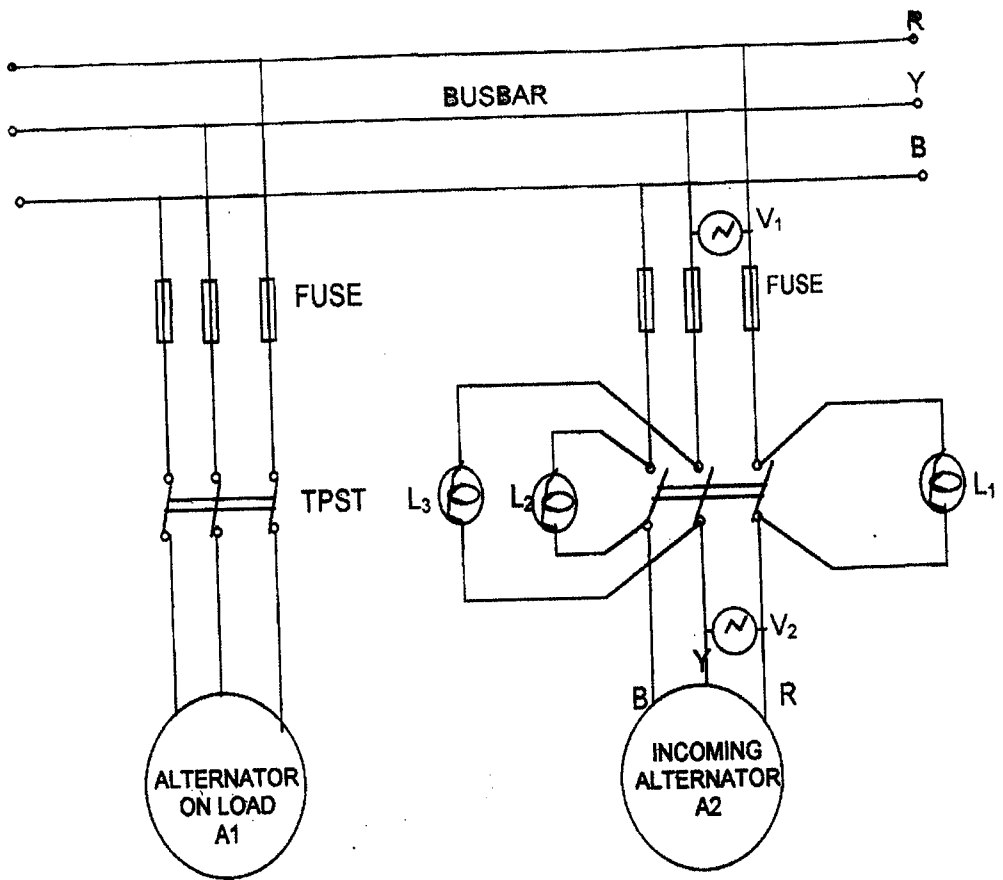 R
BUSBAR
Y
B
V₁
FUSE
FUSE
L₃
L₂
L₁
TPST
V₂
Y
B
R
ALTERNATOR
ON LOAD
A1
INCOMING
ALTERNATOR
A2